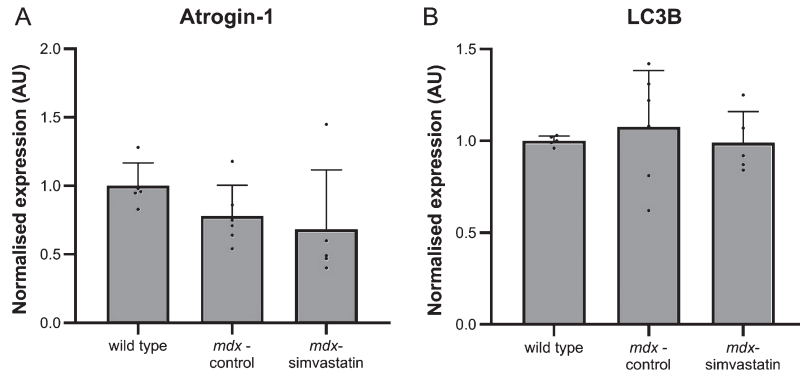 A
Atrogin-1
Normalised expression (AU)
2.0
1.5
1.0
0.5
0.0
wild type
mdx -
control
mdx-
simvastatin
B
LC3B
Normalised expression (AU)
1.5
1.0
0.5
0.0
wild type
mdx -
control
mdx-
simvastatin